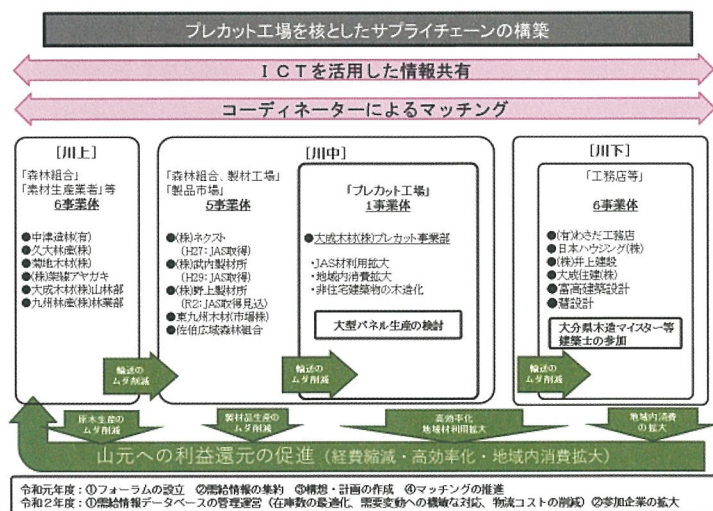 プレカット工場を核としたサプライチェーンの構築
ICTを活用した情報共有
コーディネーターによるマッチング
[川上]
「森林組合」
「素材生産業者」等
6事業体
●中津造林(有)
●久大林産(株)
●菊地木材(株)
●(株)架線アヤガキ
●大成木材(株)山林部
●九州林産(株)林業部
[川中]
「森林組合、製材工場」
「製品市場」
5事業体
●(株)ネクスト
(H27:JAS取得)
●(株)武内製材所
(H29:JAS取得)
●(株)野上製材所
(R2:JAS取得見込)
●東九州木材(市場株)
●佐伯広域森林組合
「プレカット工場」
1事業体
●大成木材(株)プレカット事業部
・JAS材利用拡大
・地域内消費拡大
・非住宅建築物の木造化
大型パネル生産の検討
[川下]
「工務店等」
6事業体
●(有)わさだ工務店
●日本ハウジング(株)
●(株)井上建設
●大成住建(株)
●富高建築設計
●慧設計
大分県木造マイスター等
建築士の参加
輸送の
ムダ削減
輸送の
ムダ削減
輸送の
ムダ削減
原木生産の
ムダ削減
製材品生産の
ムダ削減
高効率化
地域材利用拡大
地域内消費
の拡大
山元への利益還元の促進(経費縮減・高効率化・地域内消費拡大)
令和元年度:①フォーラムの設立 ②需給情報の集約 ③構想・計画の作成 ④マッチングの推進
令和2年度:①需給情報データベースの管理運営(在庫数の最適化、需要変動への機敏な対応、物流コストの削減)②参加企業の拡大